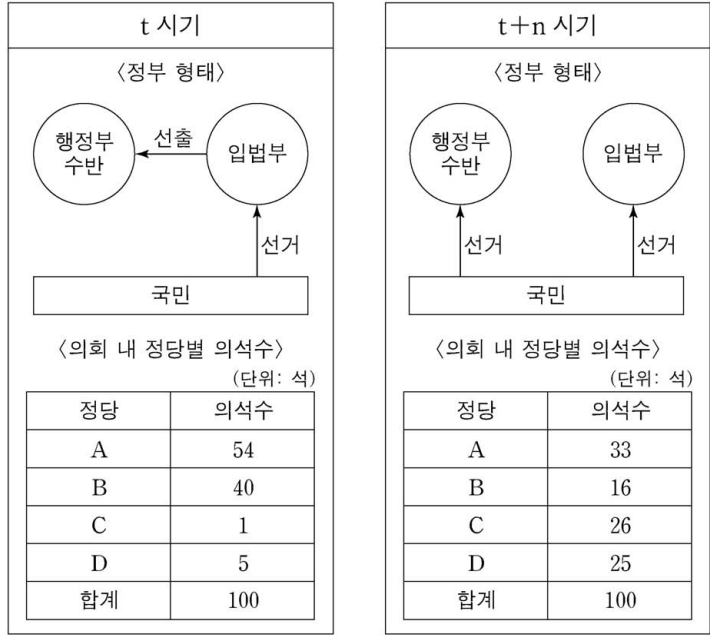 t 시기
〈정부 형태〉
행정부
수반
선출
입법부
선거
국민
〈의회 내 정당별 의석수〉
(단위: 석)
정당 의석수
A 54
B 40
C 1
D 5
합계 100
t+n 시기
〈정부 형태〉
행정부
수반
입법부
선거
선거
국민
〈의회 내 정당별 의석수〉
(단위: 석)
정당 의석수
A 33
B 16
C 26
D 25
합계 100